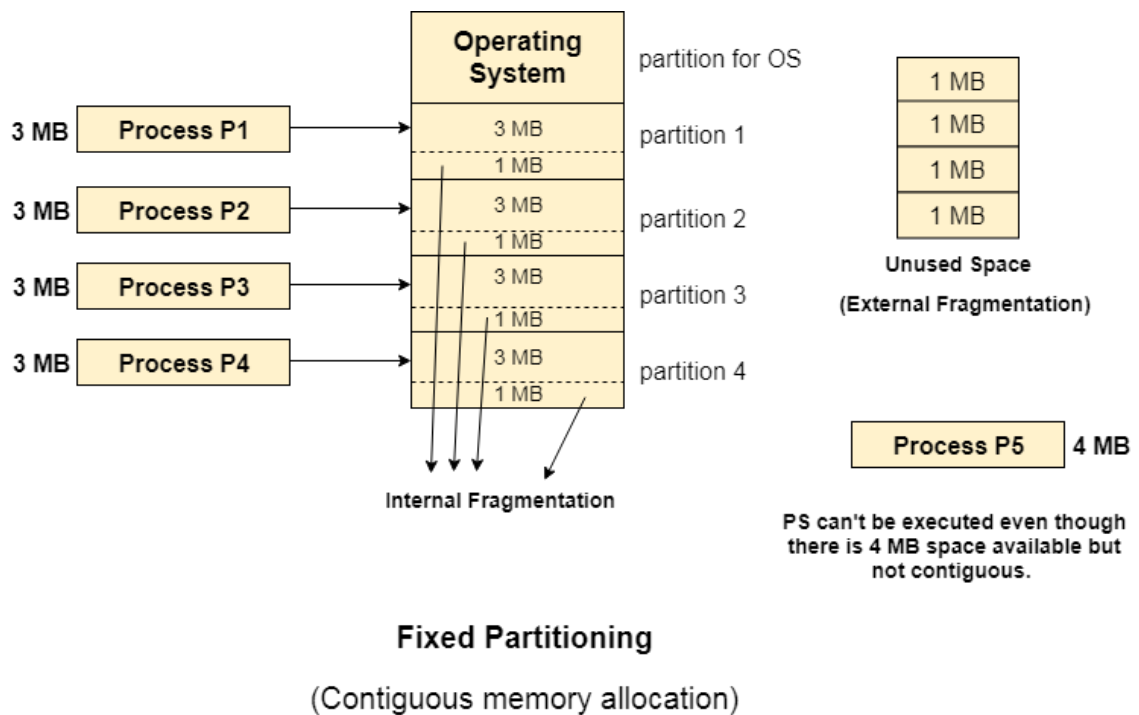 Operating
System
partition for OS
3 MB
Process P1
3 MB
partition 1
1 MB
3 MB
Process P2
3 MB
partition 2
1 MB
3 MB
Process P3
3 MB
partition 3
1 MB
3 MB
Process P4
3 MB
partition 4
1 MB
Internal Fragmentation
1 MB
1 MB
1 MB
1 MB
Unused Space
(External Fragmentation)
Process P5
4 MB
PS can't be executed even though
there is 4 MB space available but
not contiguous.
Fixed Partitioning
(Contiguous memory allocation)